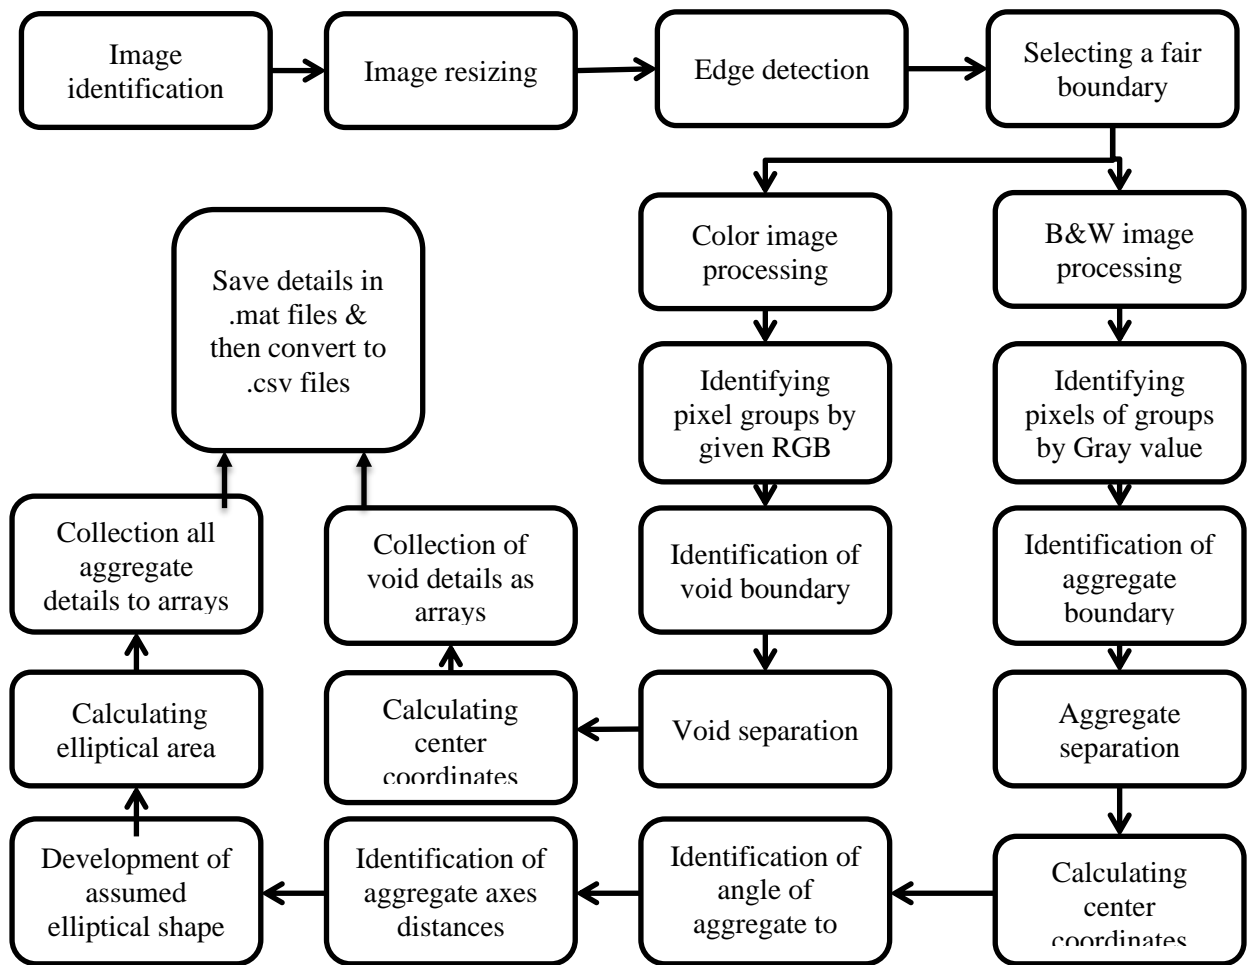 Image
identification
Image resizing
Edge detection
Selecting a fair
boundary
Color image
processing
B&W image
processing
Save details in
.mat files &
then convert to
.csv files
Identifying
pixel groups by
given RGB
Identifying
pixels of groups
by Gray value
Collection all
aggregate
details to arrays
Collection of
void details as
arrays
Identification of
void boundary
Identification of
aggregate
boundary
Calculating
elliptical area
Calculating
center
coordinates
Void separation
Aggregate
separation
Development of
assumed
elliptical shape
Identification of
aggregate axes
distances
Identification of
angle of
aggregate to
Calculating
center
coordinates